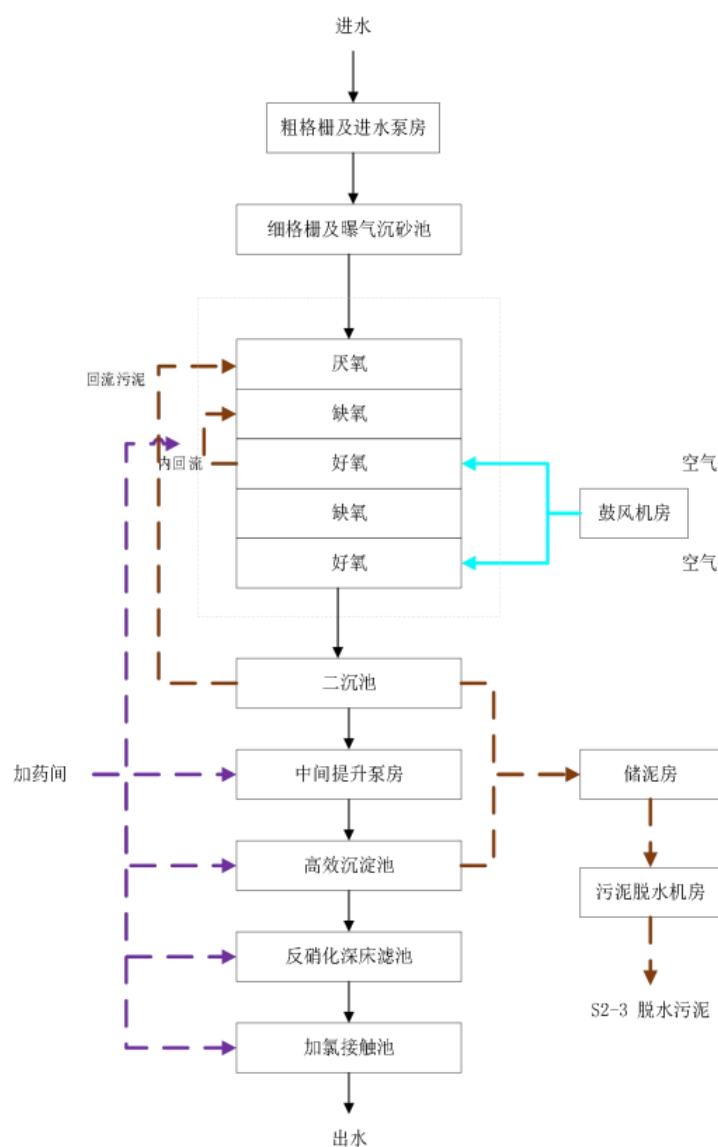 进水
粗格栅及进水泵房
细格栅及曝气沉砂池
厌氧
回流污泥
缺氧
内回流
好氧
空气
缺氧
鼓风机房
好氧
空气
二沉池
加药间
中间提升泵房
储泥房
高效沉淀池
污泥脱水机房
反硝化深床滤池
S2-3 脱水污泥
加氯接触池
出水